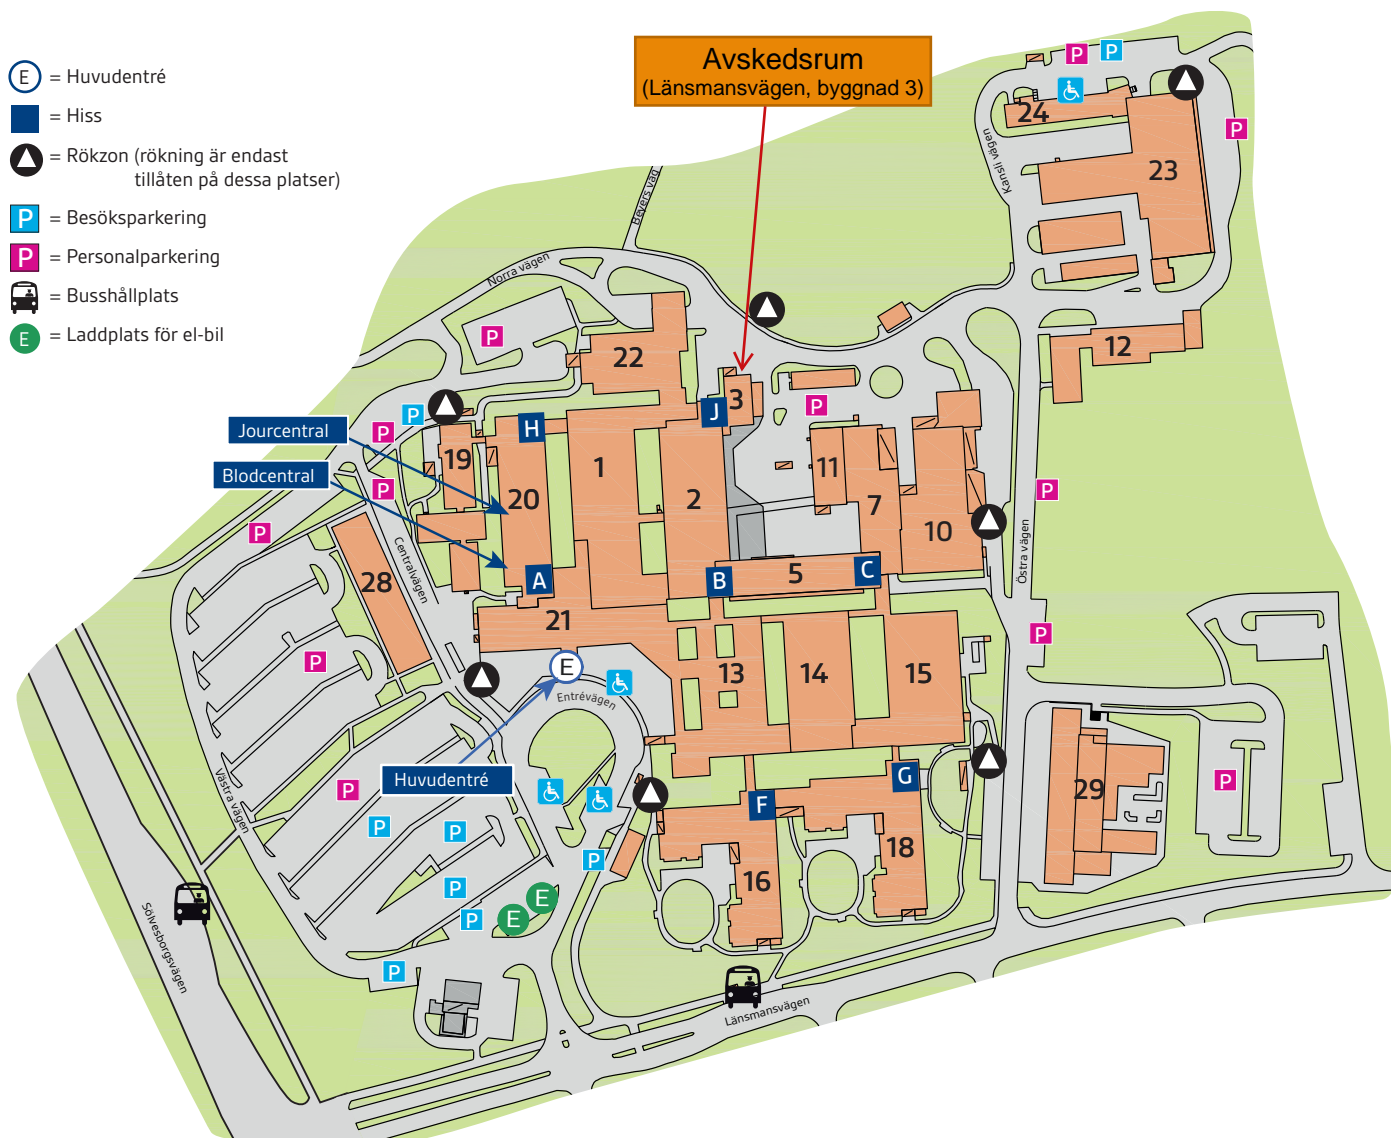 E = Huvudentré
= Hiss
= Rökzon (rökning är endast
tillåten på dessa platser)
P = Besöksparkering
P = Personalparkering
= Busshållplats
E = Laddplats för el-bil
Avskedsrum
(Länsmansvägen, byggnad 3)
P P
24
P
23
Kansli vägen
Bevers väg
Norra vägen
P
22
12
3
J
P
P
P
H
Jourcentral
19
1
11
Blodcentral
20
2
7
P
P
P
10
Östra vägen
Centralvägen
28
A
B
5
C
21
P
P
E
13
14
15
Entrévägen
Huvudentré
G
P
P
29
Västra vägen
F
P
P
18
P
16
P
E
P
E
Sölvesborgsvägen
P
Länsmansvägen